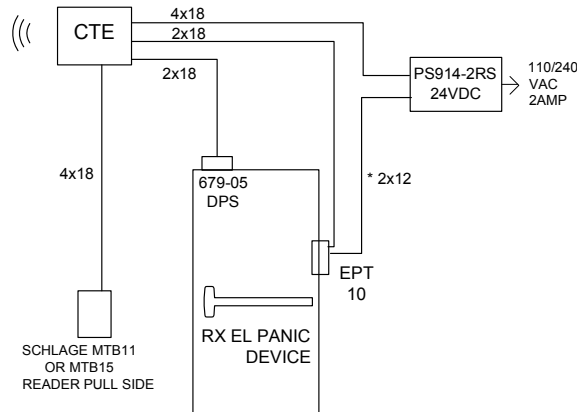 4x18
CTE
2x18
2x18
PS914-2RS
24VDC
110/240
VAC
2AMP
4x18
679-05
DPS
* 2x12
EPT
10
RX EL PANIC
DEVICE
SCHLAGE MTB11
OR MTB15
READER PULL SIDE